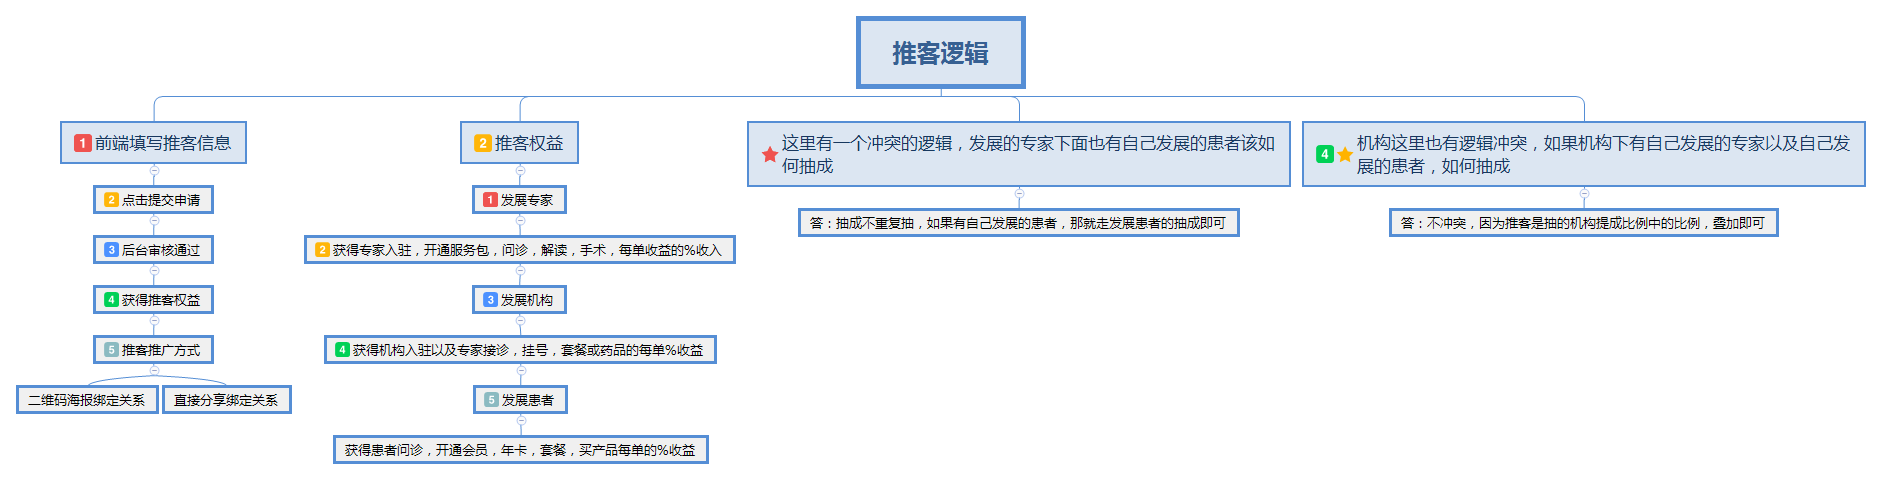 推客逻辑
1 前端填写推客信息
2 点击提交申请
3 后台审核通过
4 获得推客权益
5 推客推广方式
二维码海报绑定关系
直接分享绑定关系
2 推客权益
1 发展专家
2 获得专家入驻，开通服务包，问诊，解读，手术，每单收益的%收入
3 发展机构
4 获得机构入驻以及专家接诊，挂号，套餐或药品的每单%收益
5 发展患者
获得患者问诊，开通会员，年卡，套餐，买产品每单的%收益
这里有一个冲突的逻辑，发展的专家下面也有自己发展的患者该如
何抽成
答：抽成不重复抽，如果有自己发展的患者，那就走发展患者的抽成即可
4 机构这里也有逻辑冲突，如果机构下有自己发展的专家以及自己发
展的患者，如何抽成
答：不冲突，因为推客是抽的机构提成比例中的比例，叠加即可